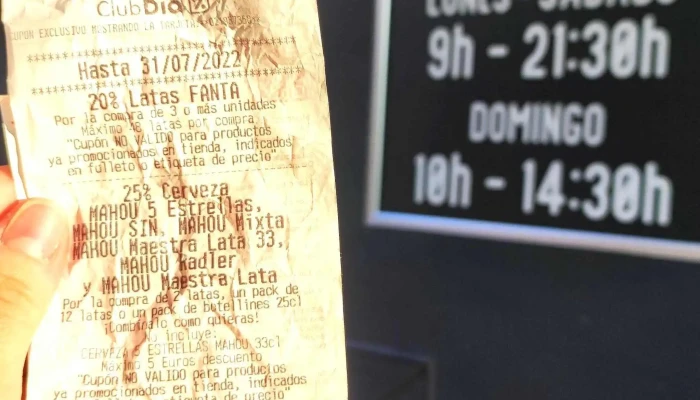 ClubDia
CUPÓN EXCLUSIVO MOSTRANDO LA TARJETA
Hasta 31/07/2022
20% Latas FANTA
Por la compra de 3 o más unidades
Máximo 48 latas por compra
"Cupón NO VALIDO para productos
ya promocionados en tienda, indicados
en folleto o etiqueta de precio"
25% Cerveza
MAHOU 5 Estrellas,
MAHOU SIN, MAHOU Mixta
MAHOU Maestra Lata 33,
MAHOU Radler
y MAHOU Maestra Lata
Por la compra de 2 latas, un pack de
12 latas o un pack de botellines 25cl
¡Combínalo como quieras!
incluye:
CERVEZA 5 ESTRELLAS MAHOU 33cl
Máximo 5 Euros descuento
"Cupón NO VALIDO para productos
ya promocionados en tienda, indicados
etiqueta de precio"
LUNES - SÁBADO
9h - 21:30h
DOMINGO
10h - 14:30h